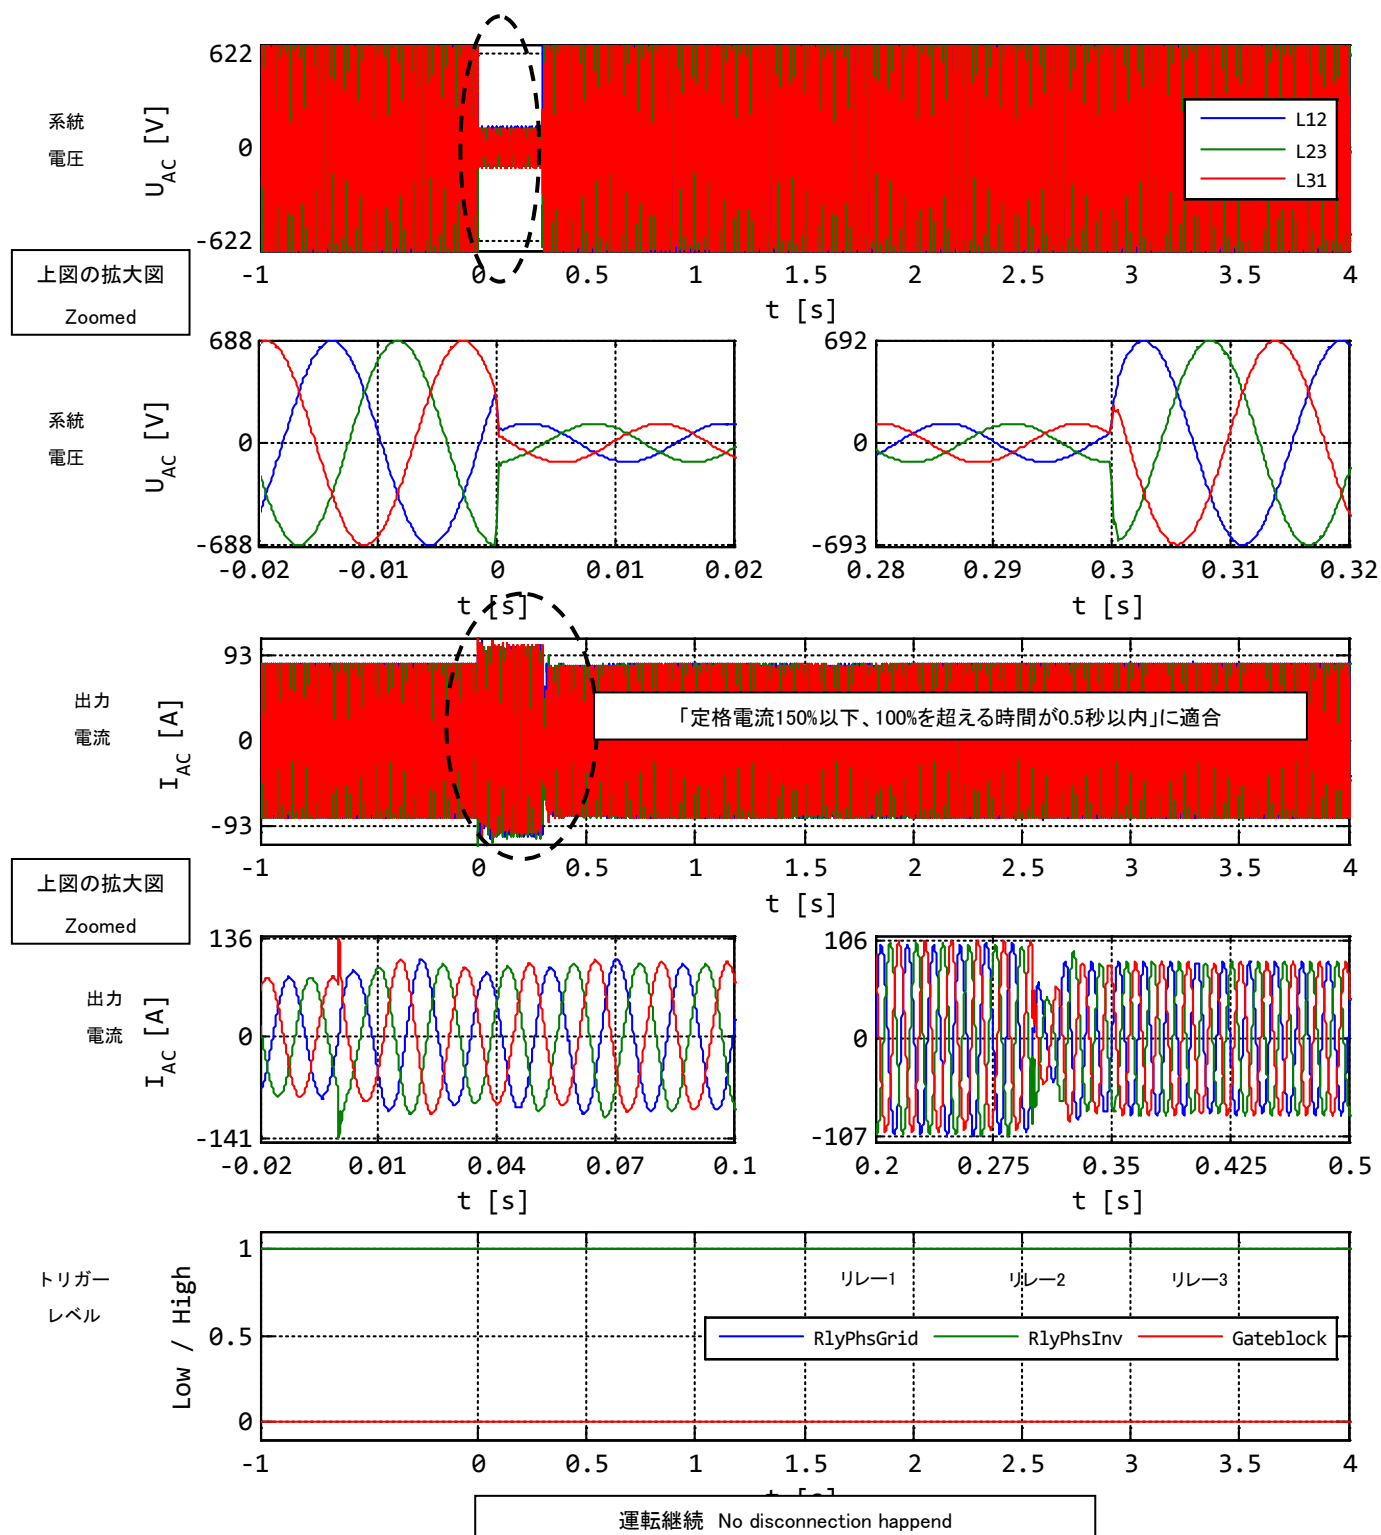 622
0
-622
系統
電圧
U_AC [V]
L12
L23
L31
-1 0 0.5 1 1.5 2 2.5 3 3.5 4
t [s]
上図の拡大図
Zoomed
系統
電圧
U_AC [V]
688
0
-688
-0.02 -0.01 0 0.01 0.02
t [s]
692
0
-693
0.28 0.29 0.3 0.31 0.32
t [s]
出力
電流
I_AC [A]
93
0
-93
「定格電流150%以下、100%を超える時間が0.5秒以内」に適合
-1 0 0.5 1 1.5 2 2.5 3 3.5 4
t [s]
上図の拡大図
Zoomed
出力
電流
I_AC [A]
136
0
-141
-0.02 0.01 0.04 0.07 0.1
t [s]
106
0
-107
0.2 0.275 0.35 0.425 0.5
t [s]
トリガー
レベル
Low / High
1
0.5
0
リレー1 リレー2 リレー3
RlyPhsGrid RlyPhsInv Gateblock
-1 0 0.5 1 1.5 2 2.5 3 3.5 4
運転継続 No disconnection happend